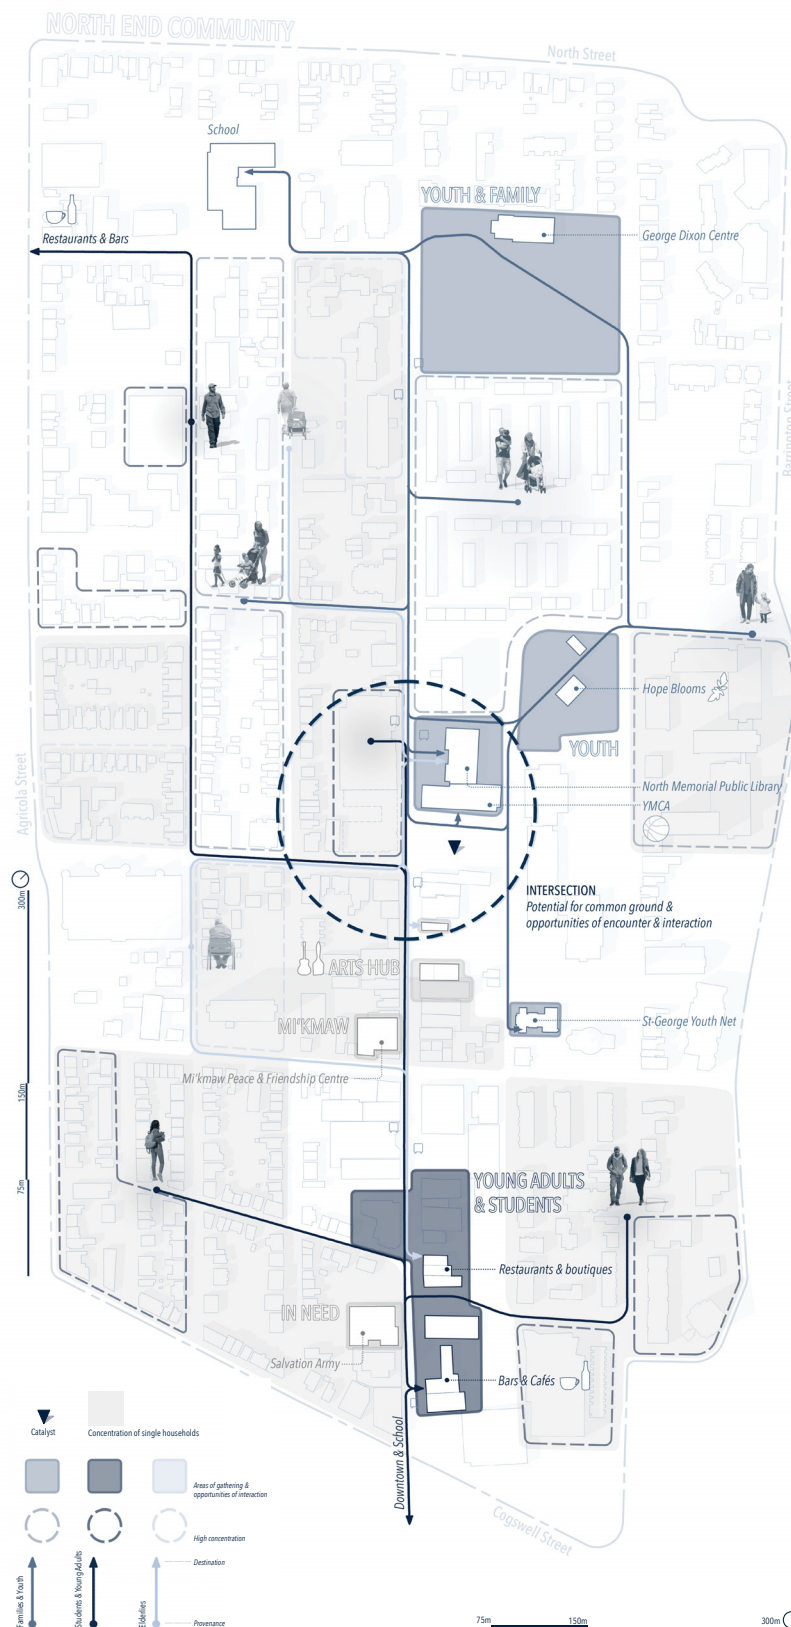 NORTH END COMMUNITY
North Street
School
YOUTH & FAMILY
George Dixon Centre
Restaurants & Bars
Barrington Street
Hope Blooms
YOUTH
North Memorial Public Library
YMCA
Agricola Street
300m
INTERSECTION
Potential for common ground &
opportunities of encounter & interaction
ARTS HUB
MI'KMAW
St-George Youth Net
Mi'kmaw Peace & Friendship Centre
150m
75m
YOUNG ADULTS
& STUDENTS
Restaurants & boutiques
IN NEED
Salvation Army
Bars & Cafés
Downtown & School
Cogswell Street
Catalyst
Concentration of single households
Areas of gathering &
opportunities of interaction
High concentration
Destination
Families & Youth
Students & Young Adults
Elderlies
Provenance
75m
150m
300m